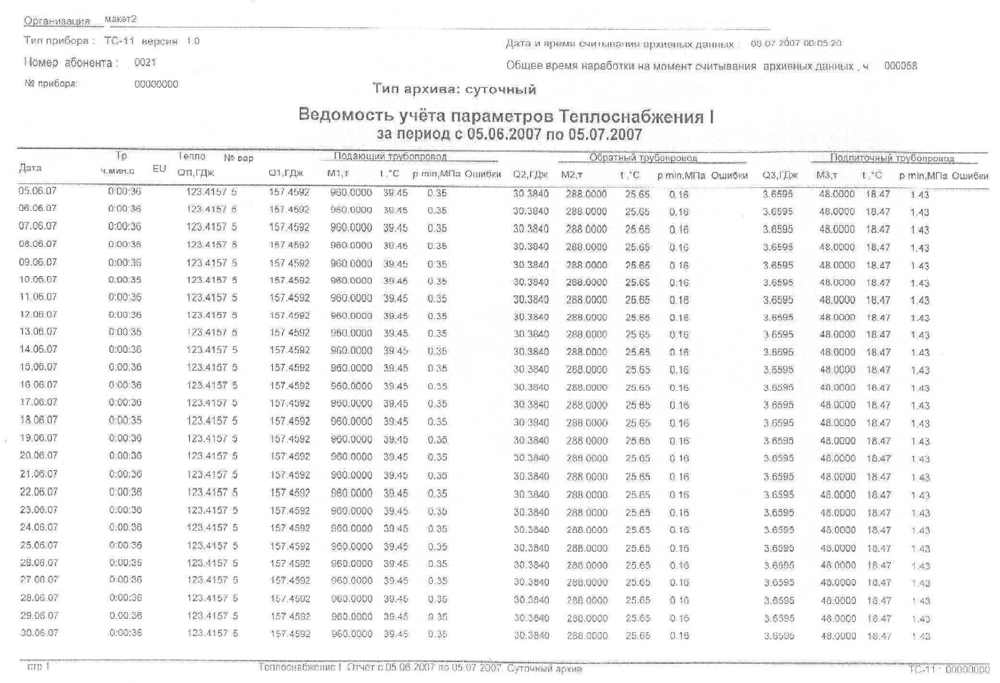 Организация макет2
Тип прибора : ТС-11 версия 1.0
Дата и время считывания архивных данных : 05.07.2007 00:05:20
Номер абонента : 0021
Общее время наработки на момент считывания архивных данных , ч 000058
№ прибора: 00000000
Тип архива: суточный
Ведомость учёта параметров Теплоснабжения I
за период с 05.06.2007 по 05.07.2007
Дата Тр ч.мин.с EU Тепло Qтп,ГДж № вар Q1,ГДж Подающий трубопровод M1,т t ,°C p min,МПа Ошибки Q2,ГДж Обратный трубопровод M2,т t ,°C p min,МПа Ошибки Q3,ГДж Подпиточный трубопровод M3,т t ,°C p min,МПа Ошибки
05.06.07 0:00:36 123.4157 5 157.4592 960.0000 39.45 0.35 30.3840 288.0000 25.65 0.16 3.6595 48.0000 18.47 1.43
06.06.07 0:00:36 123.4157 5 157.4592 960.0000 39.45 0.35 30.3840 288.0000 25.65 0.16 3.6595 48.0000 18.47 1.43
07.06.07 0:00:36 123.4157 5 157.4592 960.0000 39.45 0.35 30.3840 288.0000 25.65 0.16 3.6595 48.0000 18.47 1.43
08.06.07 0:00:36 123.4157 5 157.4592 960.0000 39.45 0.35 30.3840 288.0000 25.65 0.16 3.6595 48.0000 18.47 1.43
09.06.07 0:00:36 123.4157 5 157.4592 960.0000 39.45 0.35 30.3840 288.0000 25.65 0.16 3.6595 48.0000 18.47 1.43
10.06.07 0:00:35 123.4157 5 157.4592 960.0000 39.45 0.35 30.3840 288.0000 25.65 0.16 3.6595 48.0000 18.47 1.43
11.06.07 0:00:36 123.4157 5 157.4592 960.0000 39.45 0.35 30.3840 288.0000 25.65 0.16 3.6595 48.0000 18.47 1.43
12.06.07 0:00:36 123.4157 5 157.4592 960.0000 39.45 0.35 30.3840 288.0000 25.65 0.16 3.6595 48.0000 18.47 1.43
13.06.07 0:00:35 123.4157 5 157.4592 960.0000 39.45 0.35 30.3840 288.0000 25.65 0.16 3.6595 48.0000 18.47 1.43
14.06.07 0:00:36 123.4157 5 157.4592 960.0000 39.45 0.35 30.3840 288.0000 25.65 0.16 3.6595 48.0000 18.47 1.43
15.06.07 0:00:36 123.4157 5 157.4592 960.0000 39.45 0.35 30.3840 288.0000 25.65 0.16 3.6595 48.0000 18.47 1.43
16.06.07 0:00:36 123.4157 5 157.4592 960.0000 39.45 0.35 30.3840 288.0000 25.65 0.16 3.6595 48.0000 18.47 1.43
17.06.07 0:00:36 123.4157 5 157.4592 960.0000 39.45 0.35 30.3840 288.0000 25.65 0.16 3.6595 48.0000 18.47 1.43
18.06.07 0:00:35 123.4157 5 157.4592 960.0000 39.45 0.35 30.3840 288.0000 25.65 0.16 3.6595 48.0000 18.47 1.43
19.06.07 0:00:36 123.4157 5 157.4592 960.0000 39.45 0.35 30.3840 288.0000 25.65 0.16 3.6595 48.0000 18.47 1.43
20.06.07 0:00:36 123.4157 5 157.4592 960.0000 39.45 0.35 30.3840 288.0000 25.65 0.16 3.6595 48.0000 18.47 1.43
21.06.07 0:00:36 123.4157 5 157.4592 960.0000 39.45 0.35 30.3840 288.0000 25.65 0.16 3.6595 48.0000 18.47 1.43
22.06.07 0:00:36 123.4157 5 157.4592 960.0000 39.45 0.35 30.3840 288.0000 25.65 0.16 3.6595 48.0000 18.47 1.43
23.06.07 0:00:36 123.4157 5 157.4592 960.0000 39.45 0.35 30.3840 288.0000 25.65 0.16 3.6595 48.0000 18.47 1.43
24.06.07 0:00:36 123.4157 5 157.4592 960.0000 39.45 0.35 30.3840 288.0000 25.65 0.16 3.6595 48.0000 18.47 1.43
25.06.07 0:00:36 123.4157 5 157.4592 960.0000 39.45 0.35 30.3840 288.0000 25.65 0.16 3.6595 48.0000 18.47 1.43
26.06.07 0:00:35 123.4157 5 157.4592 960.0000 39.45 0.35 30.3840 288.0000 25.65 0.16 3.6595 48.0000 18.47 1.43
27.06.07 0:00:36 123.4157 5 157.4592 960.0000 39.45 0.35 30.3840 288.0000 25.65 0.16 3.6595 48.0000 18.47 1.43
28.06.07 0:00:36 123.4157 5 157.4592 960.0000 39.45 0.35 30.3840 288.0000 25.65 0.16 3.6595 48.0000 18.47 1.43
29.06.07 0:00:36 123.4157 5 157.4592 960.0000 39.45 0.35 30.3840 288.0000 25.65 0.16 3.6595 48.0000 18.47 1.43
30.06.07 0:00:36 123.4157 5 157.4592 960.0000 39.45 0.35 30.3840 288.0000 25.65 0.16 3.6595 48.0000 18.47 1.43
стр 1 Теплоснабжение I Отчет с 05.06.2007 по 05.07.2007. Суточный архив ТС-11 : 00000000